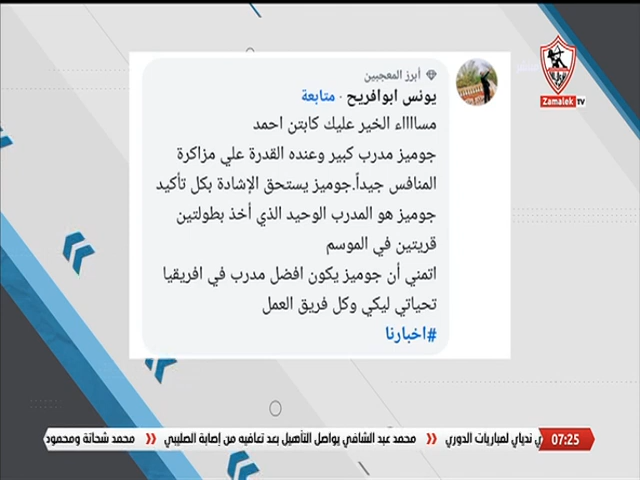 أبرز المعجبين
يونس ابوافريح · متابعة
مسااااء الخير عليك كابتن احمد
جوميز مدرب كبير وعنده القدرة علي مزاكرة
المنافس جيداً.جوميز يستحق الإشادة بكل تأكيد
جوميز هو المدرب الوحيد الذي أخذ بطولتين
قريتين في الموسم
اتمني أن جوميز يكون افضل مدرب في افريقيا
تحياتي ليكي وكل فريق العمل
#اخبارنا
Zamalek TV
07:25 ي ندياي لمباريات الدوري » محمد عبد الشافي يواصل التأهيل بعد تعافيه من إصابة الصليبي » محمد شحاتة ومحمود